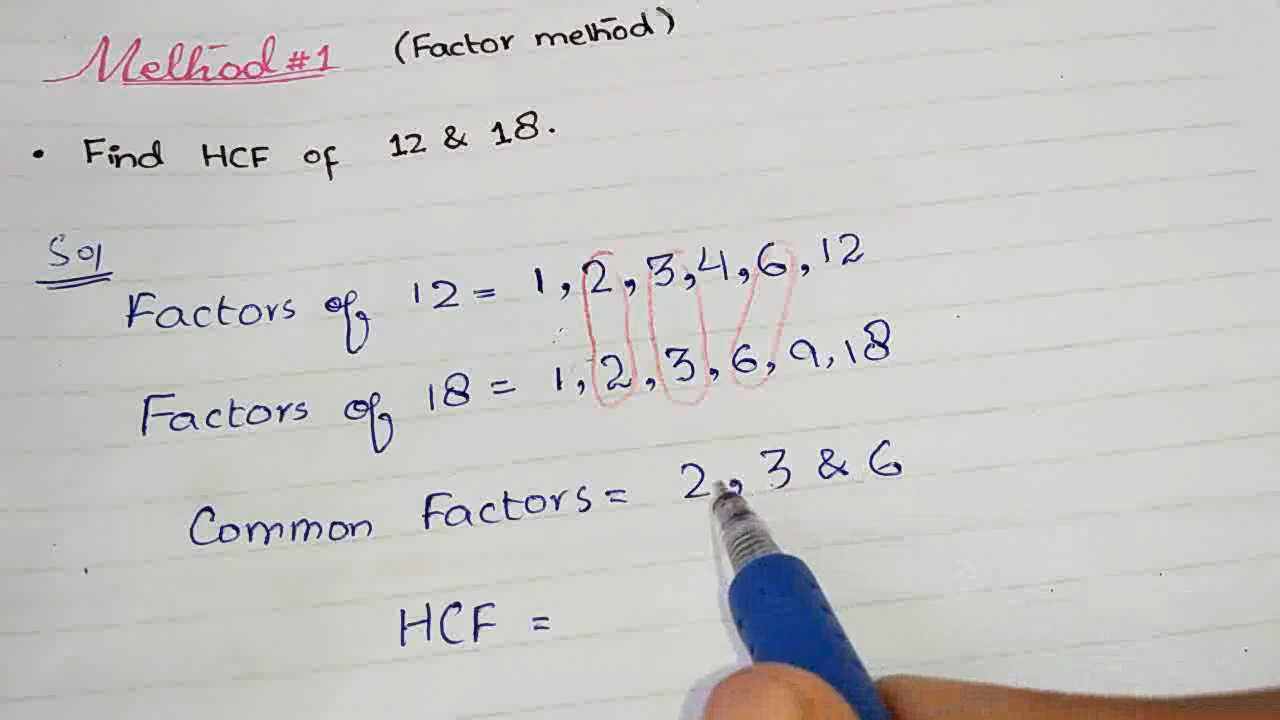 Method #1 (Factor method)
• Find HCF of 12 & 18.
Sol
Factors of 12 = 1, 2, 3, 4, 6, 12
Factors of 18 = 1, 2, 3, 6, 9, 18
Common Factors = 2, 3 & 6
HCF =